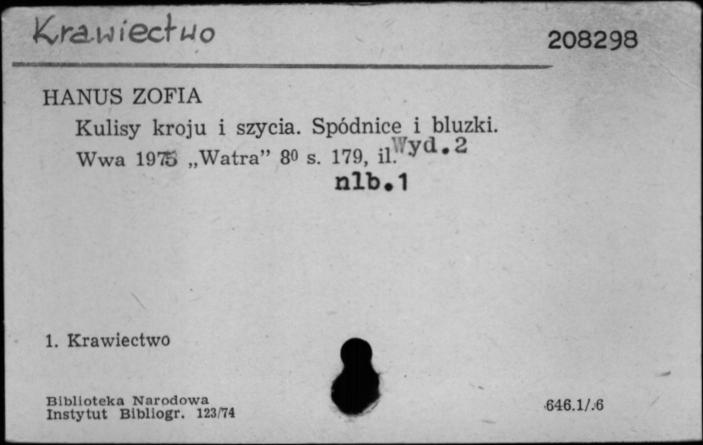 Krawiectwo
208298
HANUS ZOFIA
Kulisy kroju i szycia. Spódnice i bluzki.
Wwa 1975 „Watra” 8⁰ s. 179, il. Wyd.2
nlb.1
1. Krawiectwo
Biblioteka Narodowa
Instytut Bibliogr. 123/74
646.1/.6